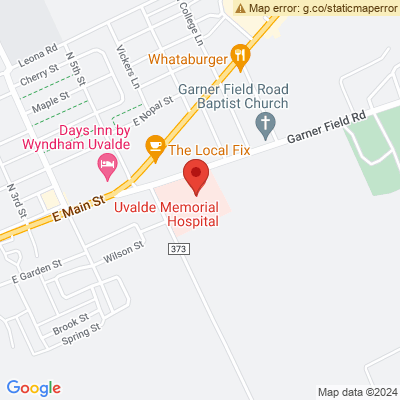 Map error: g.co/staticmaperror
College Ln
Leona Rd
N 5th St
Vickers Ln
Cherry St
Whataburger
Maple St
Garner Field Road
Baptist Church
E Nopal St
Garner Field Rd
Days Inn by
Wyndham Uvalde
The Local Fix
N 3rd St
E Main St
Uvalde Memorial
Hospital
Wilson St
373
E Garden St
Brook St
Spring St
Google
Map data ©2024